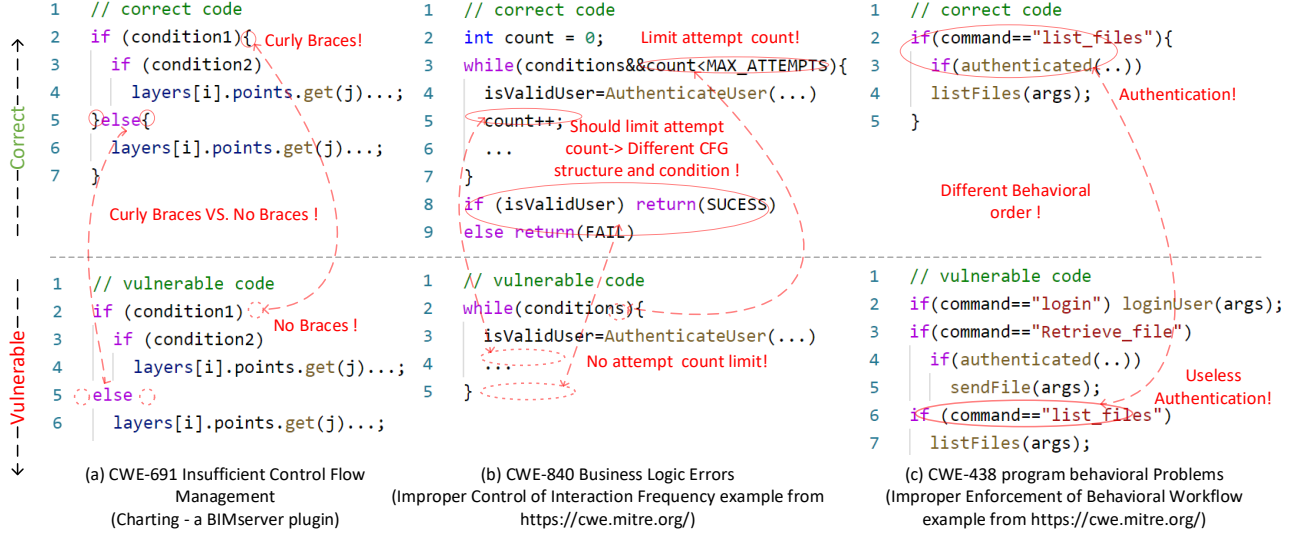 Correct
Vulnerable
1 // correct code
2 if (condition1){
3 if (condition2)
4 layers[i].points.get(j)...;
5 }else{
6 layers[i].points.get(j)...;
7 }
Curly Braces!
Curly Braces VS. No Braces !
1 // vulnerable code
2 if (condition1)
3 if (condition2)
4 layers[i].points.get(j)...;
5 else
6 layers[i].points.get(j)...;
No Braces !
(a) CWE-691 Insufficient Control Flow
Management
(Charting - a BIMserver plugin)
1 // correct code
2 int count = 0;
3 while(conditions&&count<MAX_ATTEMPTS){
4 isValidUser=AuthenticateUser(...)
5 count++;
6 ...
7 }
8 if (isValidUser) return(SUCESS)
9 else return(FAIL)
Limit attempt count!
Should limit attempt
count-> Different CFG
structure and condition !
1 // vulnerable code
2 while(conditions){
3 isValidUser=AuthenticateUser(...)
4 ...
5 }
No attempt count limit!
(b) CWE-840 Business Logic Errors
(Improper Control of Interaction Frequency example from
https://cwe.mitre.org/)
1 // correct code
2 if(command=="list_files"){
3 if(authenticated(..))
4 listFiles(args);
5 }
Authentication!
Different Behavioral
order !
1 // vulnerable code
2 if(command=="login") loginUser(args);
3 if(command=="Retrieve_file")
4 if(authenticated(..))
5 sendFile(args);
6 if (command=="list_files")
7 listFiles(args);
Useless
Authentication!
(c) CWE-438 program behavioral Problems
(Improper Enforcement of Behavioral Workflow
example from https://cwe.mitre.org/)